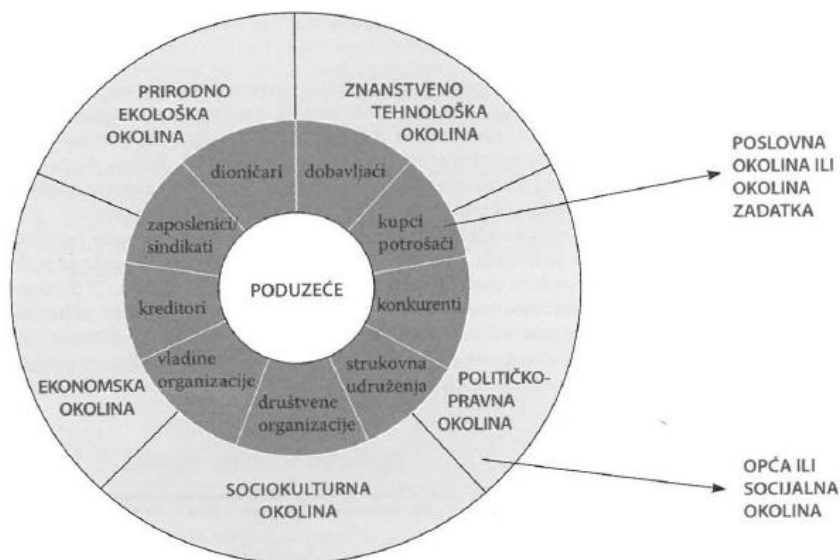 PRIRODNO
EKOLOŠKA
OKOLINA
ZNANSTVENO
TEHNOLOŠKA
OKOLINA
dioničari
dobavljači
POSLOVNA
OKOLINA ILI
OKOLINA
ZADATKA
zaposlenici/
sindikati
kupci
potrošači
PODUZEĆE
kreditori
konkurenti
vladine
organizacije
strukovna
udruženja
društvene
organizacije
EKONOMSKA
OKOLINA
POLITIČKO-
PRAVNA
OKOLINA
SOCIOKULTURNA
OKOLINA
OPĆA ILI
SOCIJALNA
OKOLINA